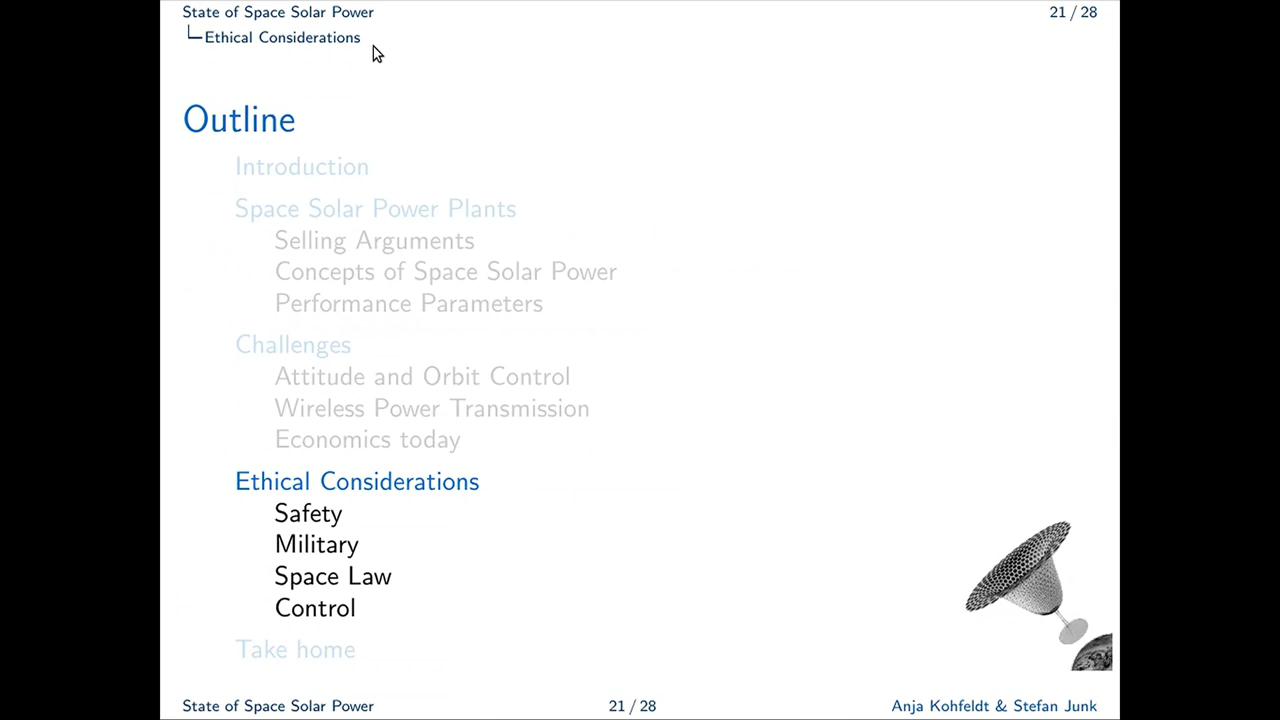 State of Space Solar Power
21 / 28
Ethical Considerations
Outline
Introduction
Space Solar Power Plants
Selling Arguments
Concepts of Space Solar Power
Performance Parameters
Challenges
Attitude and Orbit Control
Wireless Power Transmission
Economics today
Ethical Considerations
Safety
Military
Space Law
Control
Take home
State of Space Solar Power
21 / 28
Anja Kohfeldt & Stefan Junk